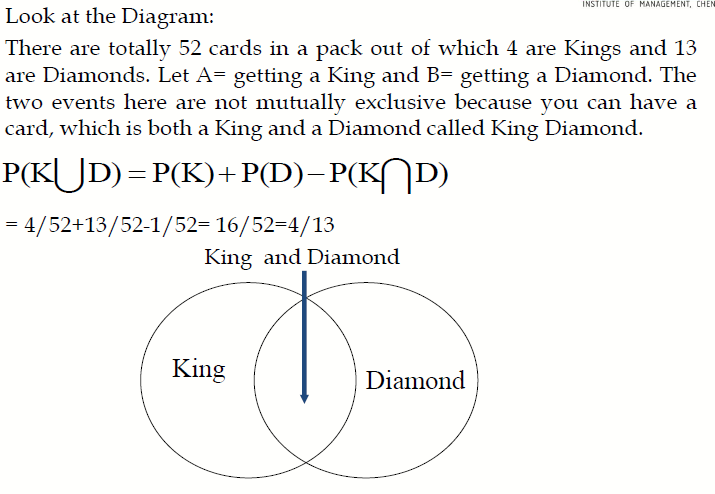 INSTITUTE OF MANAGEMENT, CHEN
Look at the Diagram:
There are totally 52 cards in a pack out of which 4 are Kings and 13
are Diamonds. Let A= getting a King and B= getting a Diamond. The
two events here are not mutually exclusive because you can have a
card, which is both a King and a Diamond called King Diamond.
P(K⋃D) = P(K)+P(D)−P(K⋂D)
= 4/52+13/52-1/52= 16/52=4/13
King and Diamond
King
Diamond